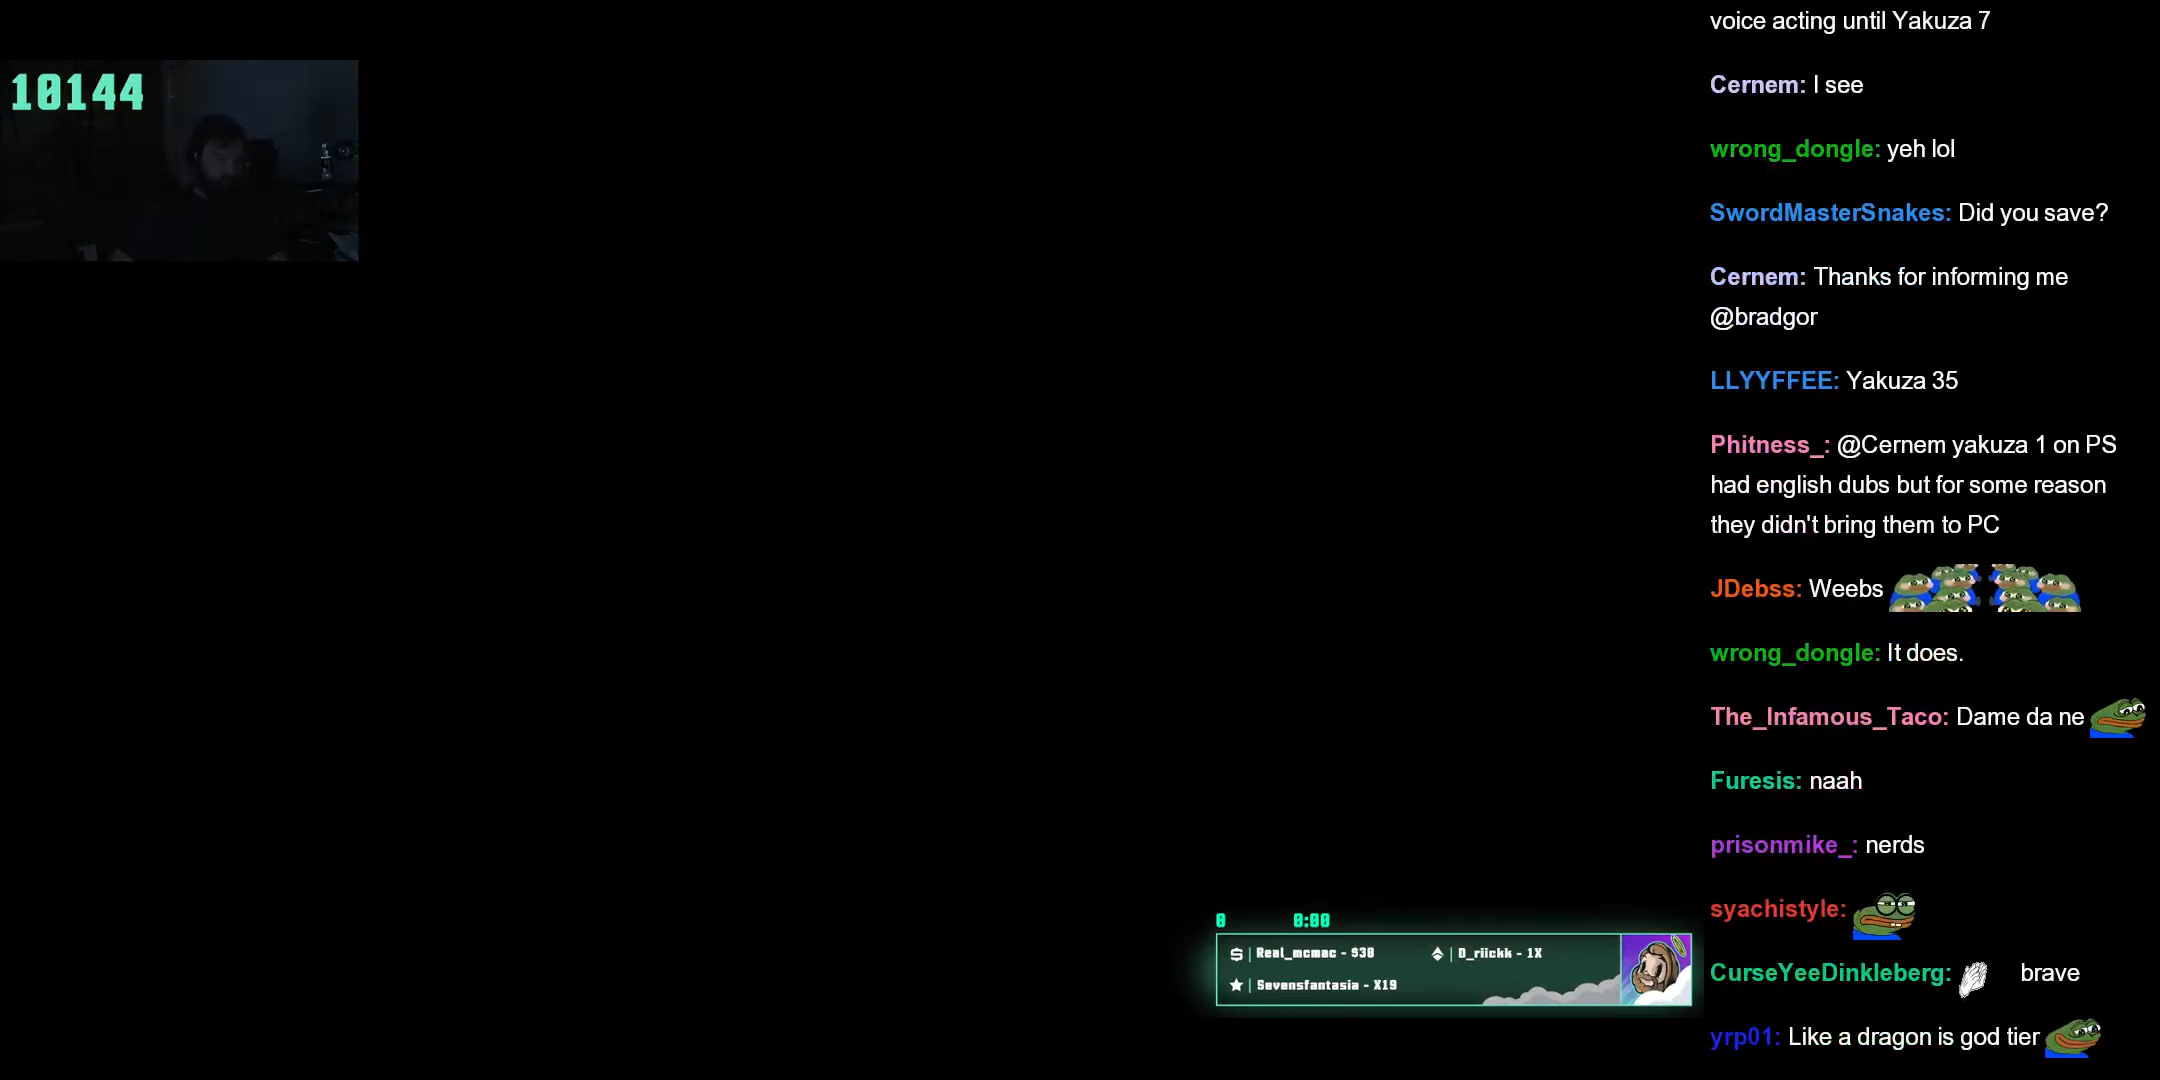 10144
voice acting until Yakuza 7
Cernem: I see
wrong_dongle: yeh lol
SwordMasterSnakes: Did you save?
Cernem: Thanks for informing me
@bradgor
LLYYFFEE: Yakuza 35
Phitness_: @Cernem yakuza 1 on PS
had english dubs but for some reason
they didn't bring them to PC
JDebss: Weebs
wrong_dongle: It does.
The_Infamous_Taco: Dame da ne
Furesis: naah
prisonmike_: nerds
syachistyle:
CurseYeeDinkleberg: brave
yrp01: Like a dragon is god tier
0 0:00
$ | Real_mcmac - $30 | D_riickk - 1X
| Sevensfantasia - X19